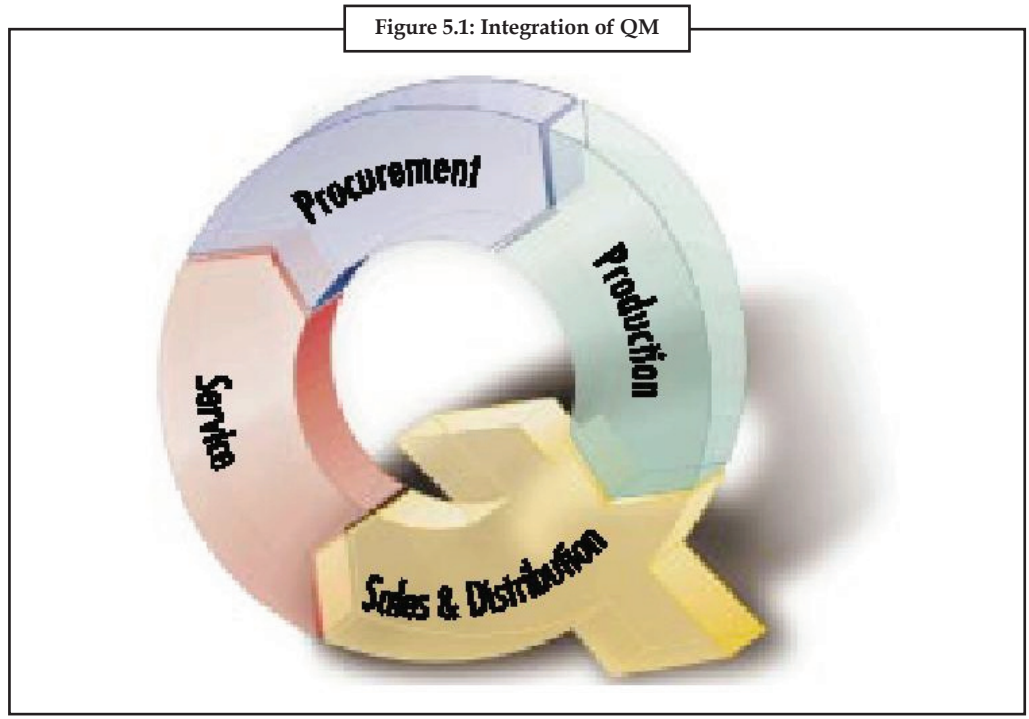 Figure 5.1: Integration of QM
Procurement
Production
Service
Sales & Distribution